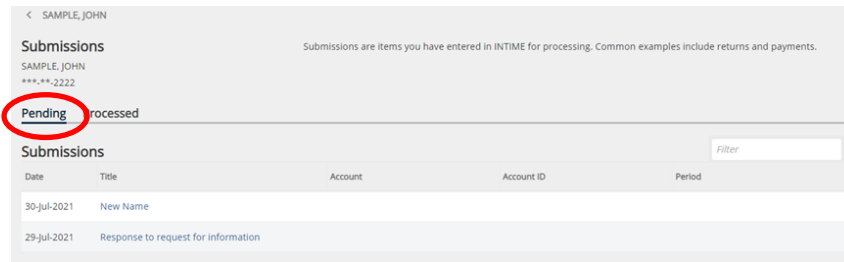 < SAMPLE, JOHN
Submissions
Submissions are items you have entered in INTIME for processing. Common examples include returns and payments.
SAMPLE, JOHN
***-**-2222
Pending Processed
Submissions
Filter
Date Title Account Account ID Period
30-Jul-2021 New Name
29-Jul-2021 Response to request for information